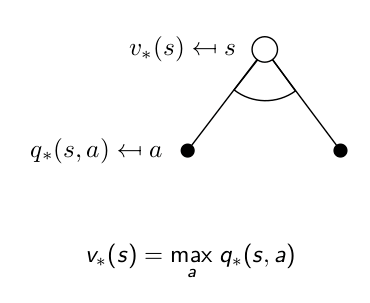 v_*(s) ↤ s
q_*(s, a) ↤ a
v_*(s) = max_a q_*(s, a)